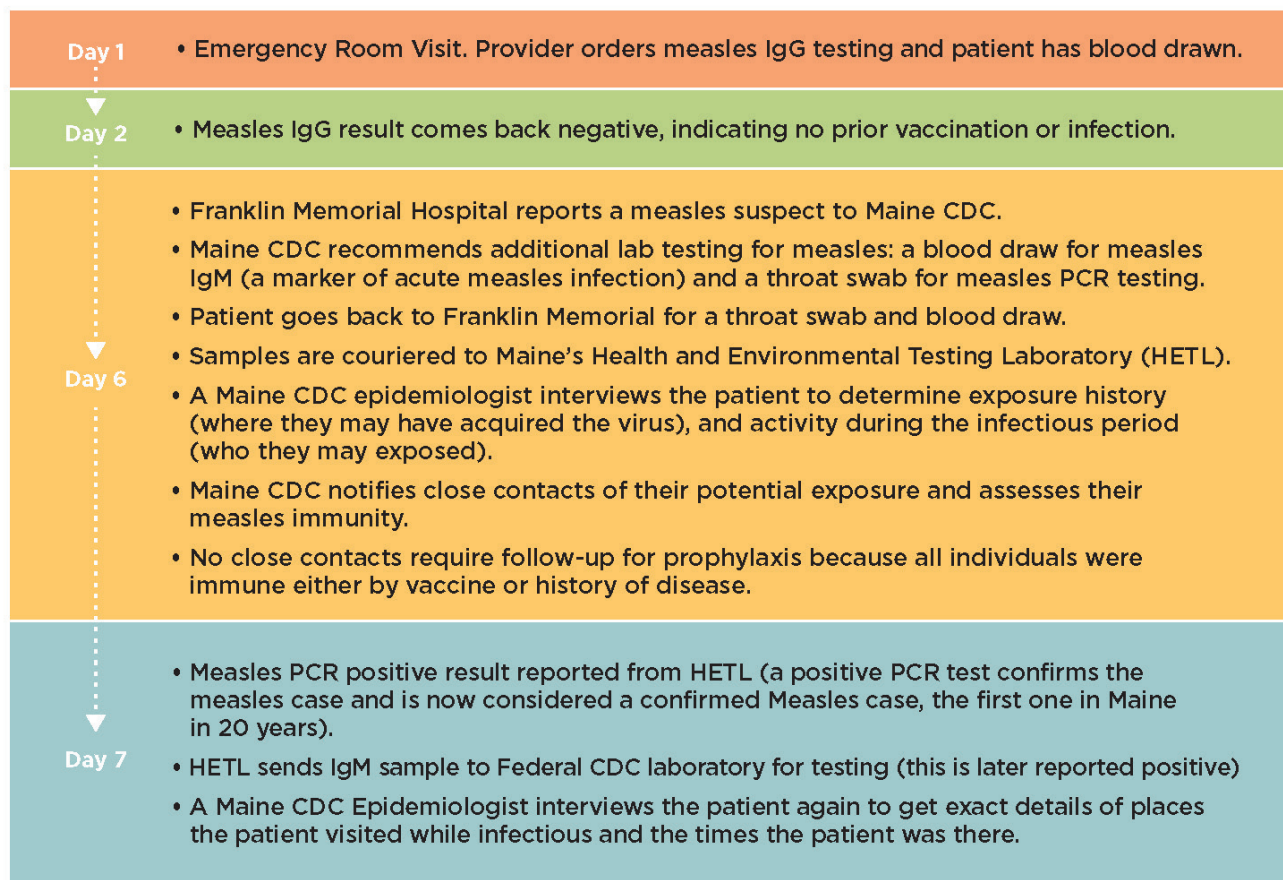 Day 1
• Emergency Room Visit. Provider orders measles IgG testing and patient has blood drawn.
Day 2
• Measles IgG result comes back negative, indicating no prior vaccination or infection.
Day 6
• Franklin Memorial Hospital reports a measles suspect to Maine CDC.
• Maine CDC recommends additional lab testing for measles: a blood draw for measles
IgM (a marker of acute measles infection) and a throat swab for measles PCR testing.
• Patient goes back to Franklin Memorial for a throat swab and blood draw.
• Samples are couriered to Maine's Health and Environmental Testing Laboratory (HETL).
• A Maine CDC epidemiologist interviews the patient to determine exposure history
(where they may have acquired the virus), and activity during the infectious period
(who they may exposed).
• Maine CDC notifies close contacts of their potential exposure and assesses their
measles immunity.
• No close contacts require follow-up for prophylaxis because all individuals were
immune either by vaccine or history of disease.
Day 7
• Measles PCR positive result reported from HETL (a positive PCR test confirms the
measles case and is now considered a confirmed Measles case, the first one in Maine
in 20 years).
• HETL sends IgM sample to Federal CDC laboratory for testing (this is later reported positive)
• A Maine CDC Epidemiologist interviews the patient again to get exact details of places
the patient visited while infectious and the times the patient was there.